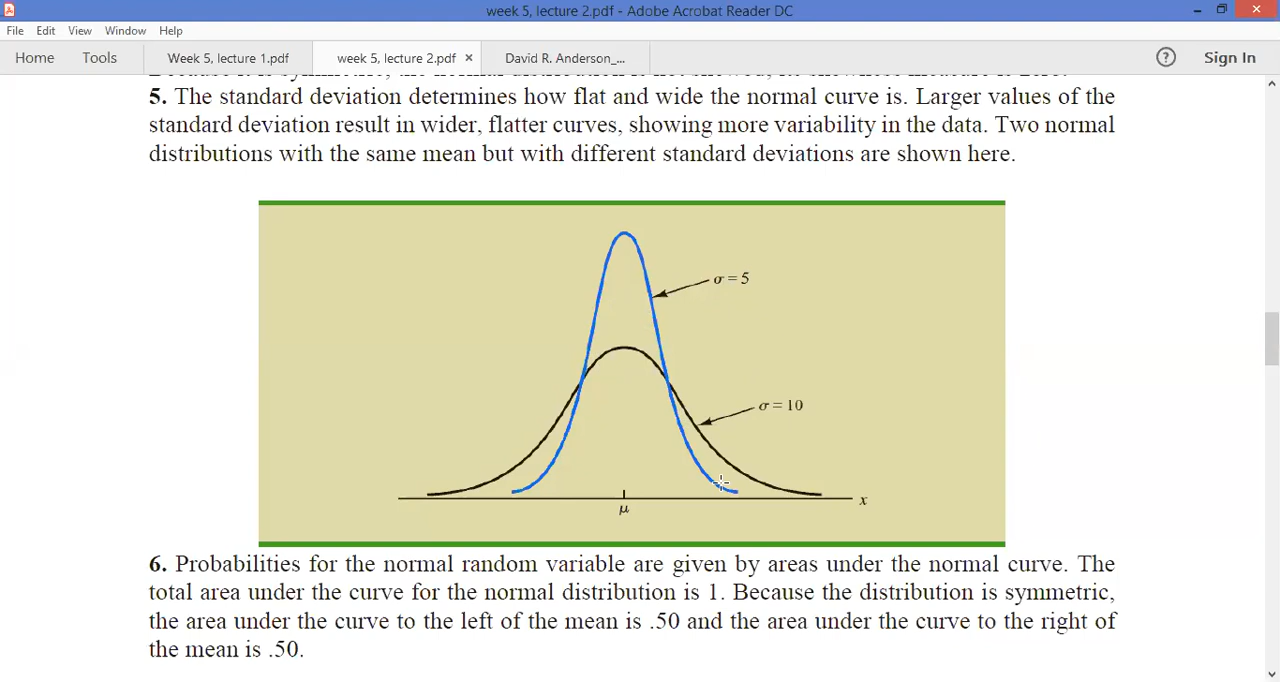 week 5, lecture 2.pdf - Adobe Acrobat Reader DC
File Edit View Window Help
Home Tools Week 5, lecture 1.pdf week 5, lecture 2.pdf × David R. Anderson_... ? Sign In
5. The standard deviation determines how flat and wide the normal curve is. Larger values of the
standard deviation result in wider, flatter curves, showing more variability in the data. Two normal
distributions with the same mean but with different standard deviations are shown here.
σ = 5
σ = 10
x
μ
6. Probabilities for the normal random variable are given by areas under the normal curve. The
total area under the curve for the normal distribution is 1. Because the distribution is symmetric,
the area under the curve to the left of the mean is .50 and the area under the curve to the right of
the mean is .50.